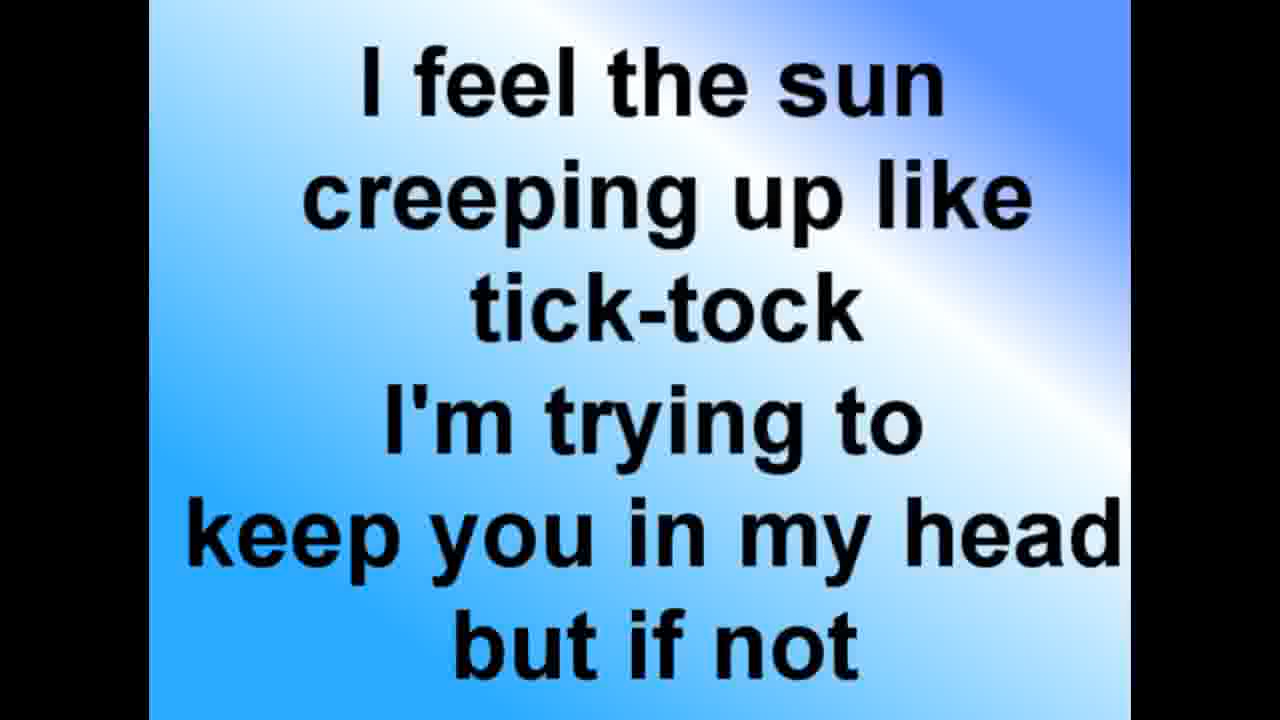 I feel the sun
creeping up like
tick-tock
I'm trying to
keep you in my head
but if not